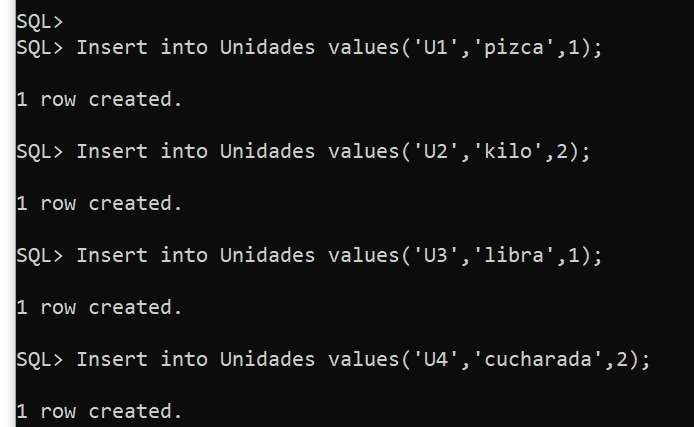 SQL>
SQL> Insert into Unidades values('U1','pizca',1);
1 row created.
SQL> Insert into Unidades values('U2','kilo',2);
1 row created.
SQL> Insert into Unidades values('U3','libra',1);
1 row created.
SQL> Insert into Unidades values('U4','cucharada',2);
1 row created.